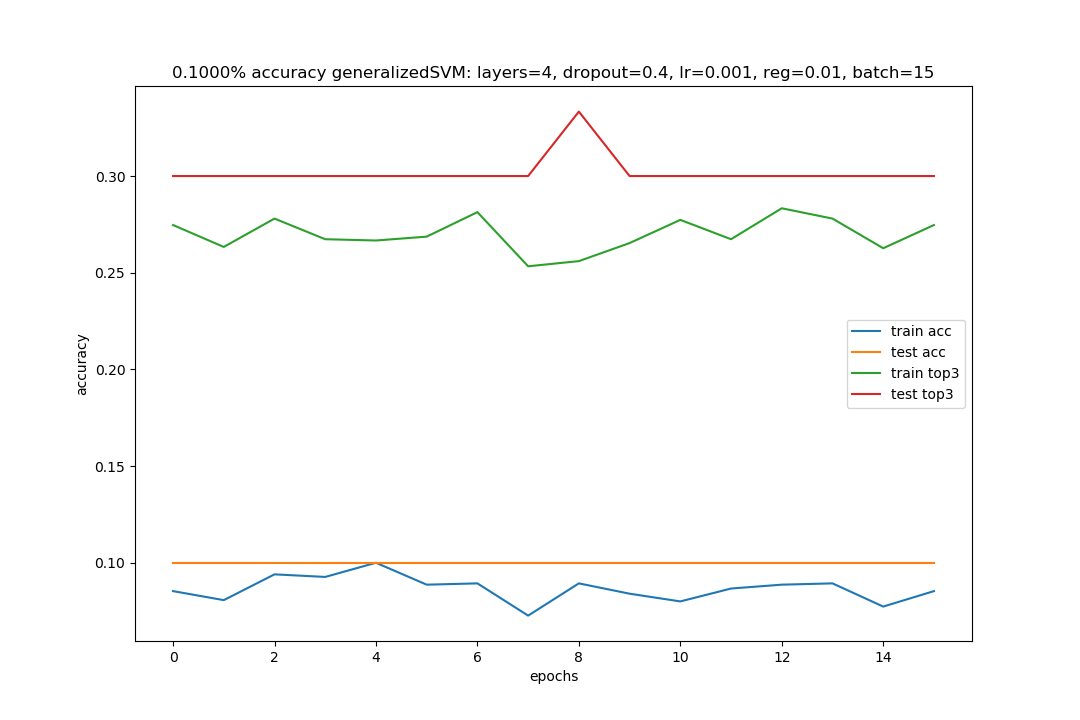 0.1000% accuracy generalizedSVM: layers=4, dropout=0.4, lr=0.001, reg=0.01, batch=15
0.30
0.25
0.20
0.15
0.10
accuracy
train acc
test acc
train top3
test top3
0 2 4 6 8 10 12 14
epochs